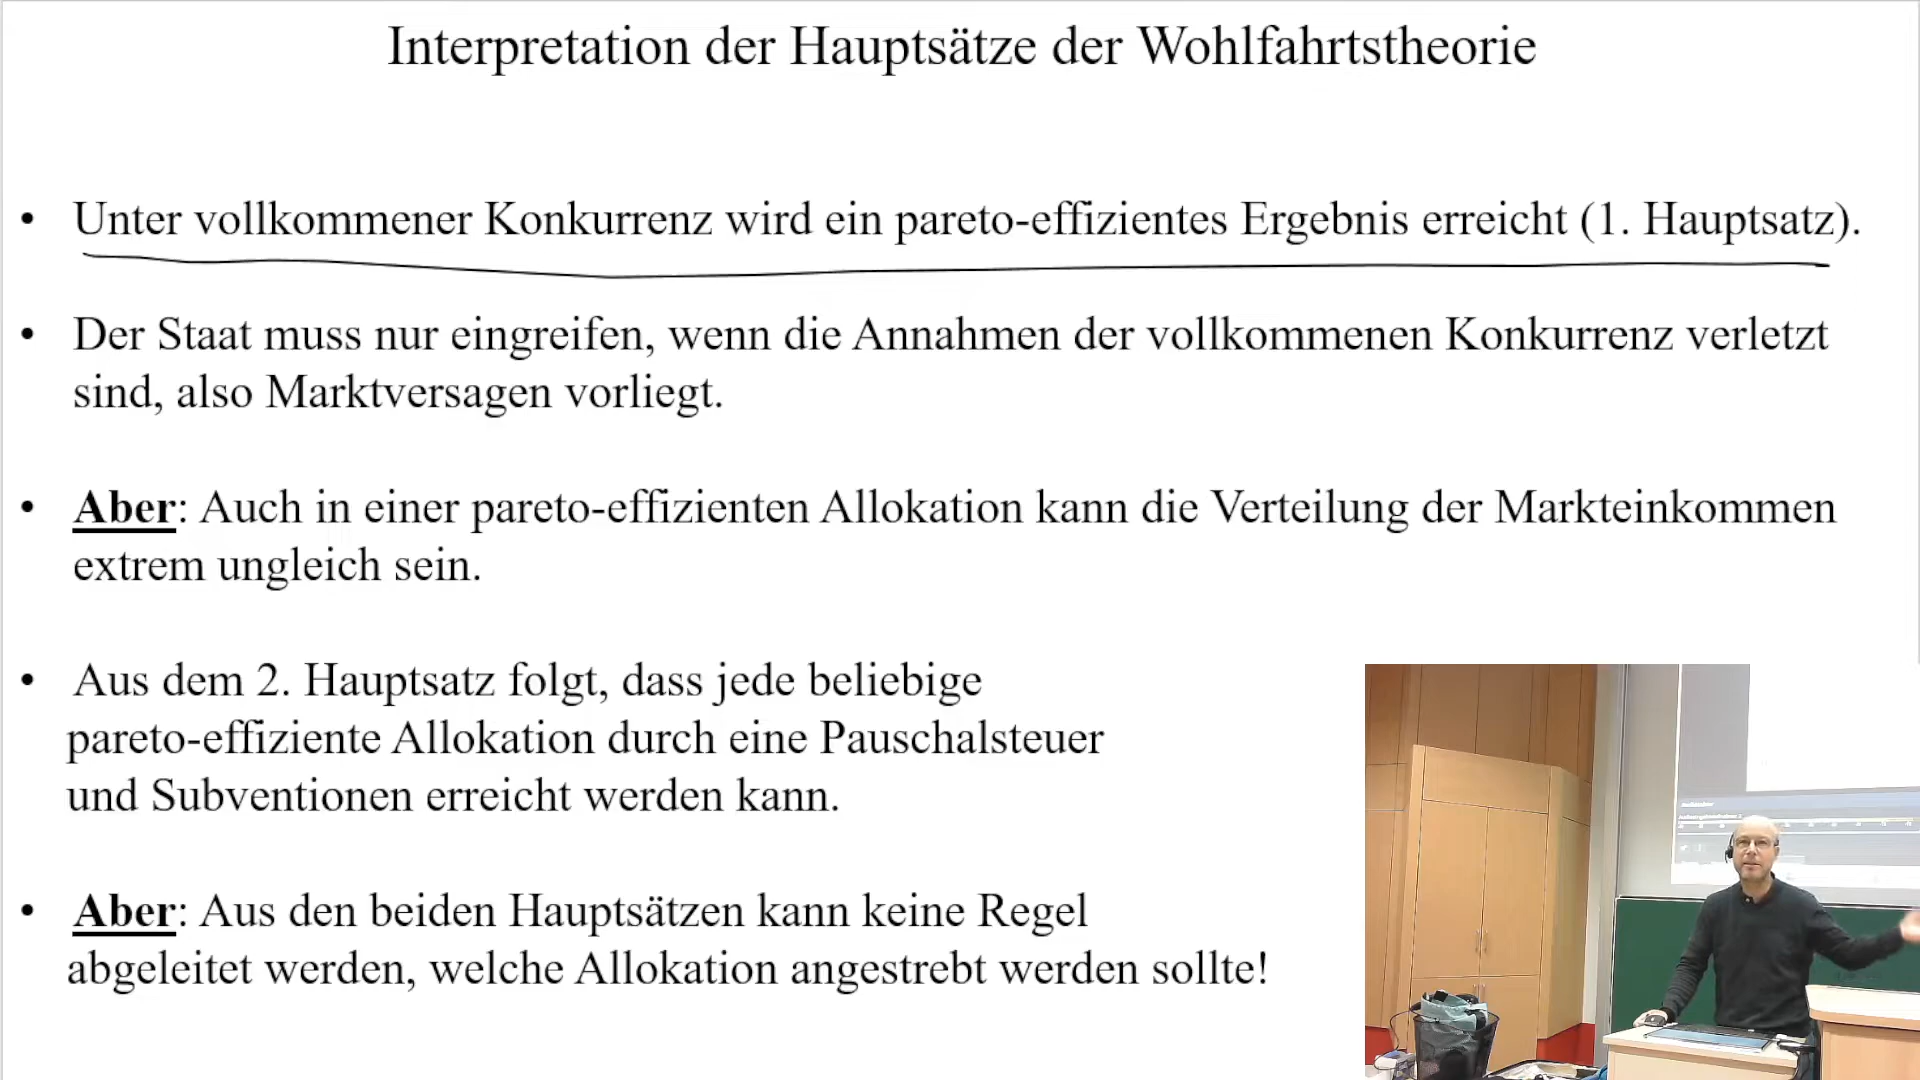 Interpretation der Hauptsätze der Wohlfahrtstheorie
• Unter vollkommener Konkurrenz wird ein pareto-effizientes Ergebnis erreicht (1. Hauptsatz).
• Der Staat muss nur eingreifen, wenn die Annahmen der vollkommenen Konkurrenz verletzt
sind, also Marktversagen vorliegt.
• Aber: Auch in einer pareto-effizienten Allokation kann die Verteilung der Markteinkommen
extrem ungleich sein.
• Aus dem 2. Hauptsatz folgt, dass jede beliebige
pareto-effiziente Allokation durch eine Pauschalsteuer
und Subventionen erreicht werden kann.
• Aber: Aus den beiden Hauptsätzen kann keine Regel
abgeleitet werden, welche Allokation angestrebt werden sollte!